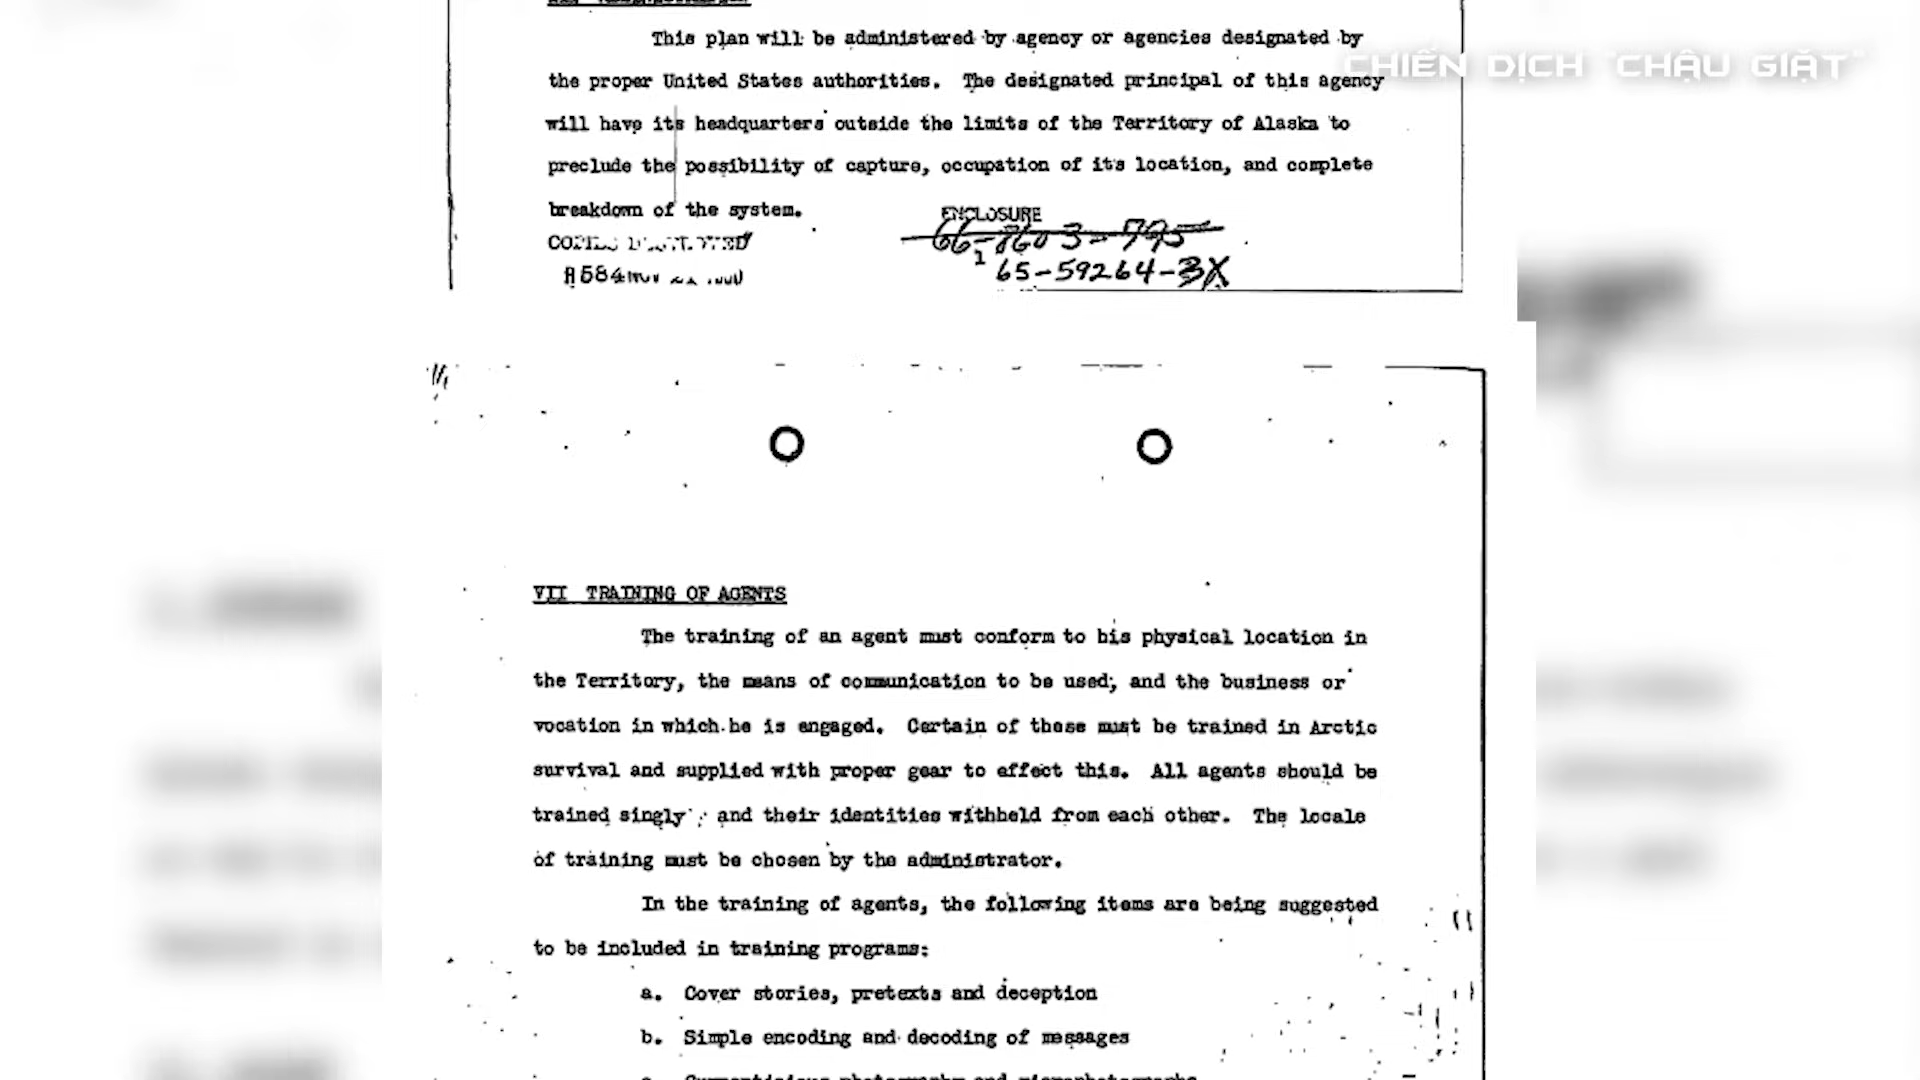 CHIẾN DỊCH "CHẬU GIẶT"
This plan will be administered by agency or agencies designated by
the proper United States authorities. The designated principal of this agency
will have its headquarters outside the limits of the Territory of Alaska to
preclude the possibility of capture, occupation of its location, and complete
breakdown of the system.
ENCLOSURE
66-8603-795
65-59264-3X
VII TRAINING OF AGENTS
The training of an agent must conform to his physical location in
the Territory, the means of communication to be used, and the business or
vocation in which he is engaged. Certain of these must be trained in Arctic
survival and supplied with proper gear to effect this. All agents should be
trained singly and their identities withheld from each other. The locale
of training must be chosen by the administrator.
In the training of agents, the following items are being suggested
to be included in training programs:
a. Cover stories, pretexts and deception
b. Simple encoding and decoding of messages